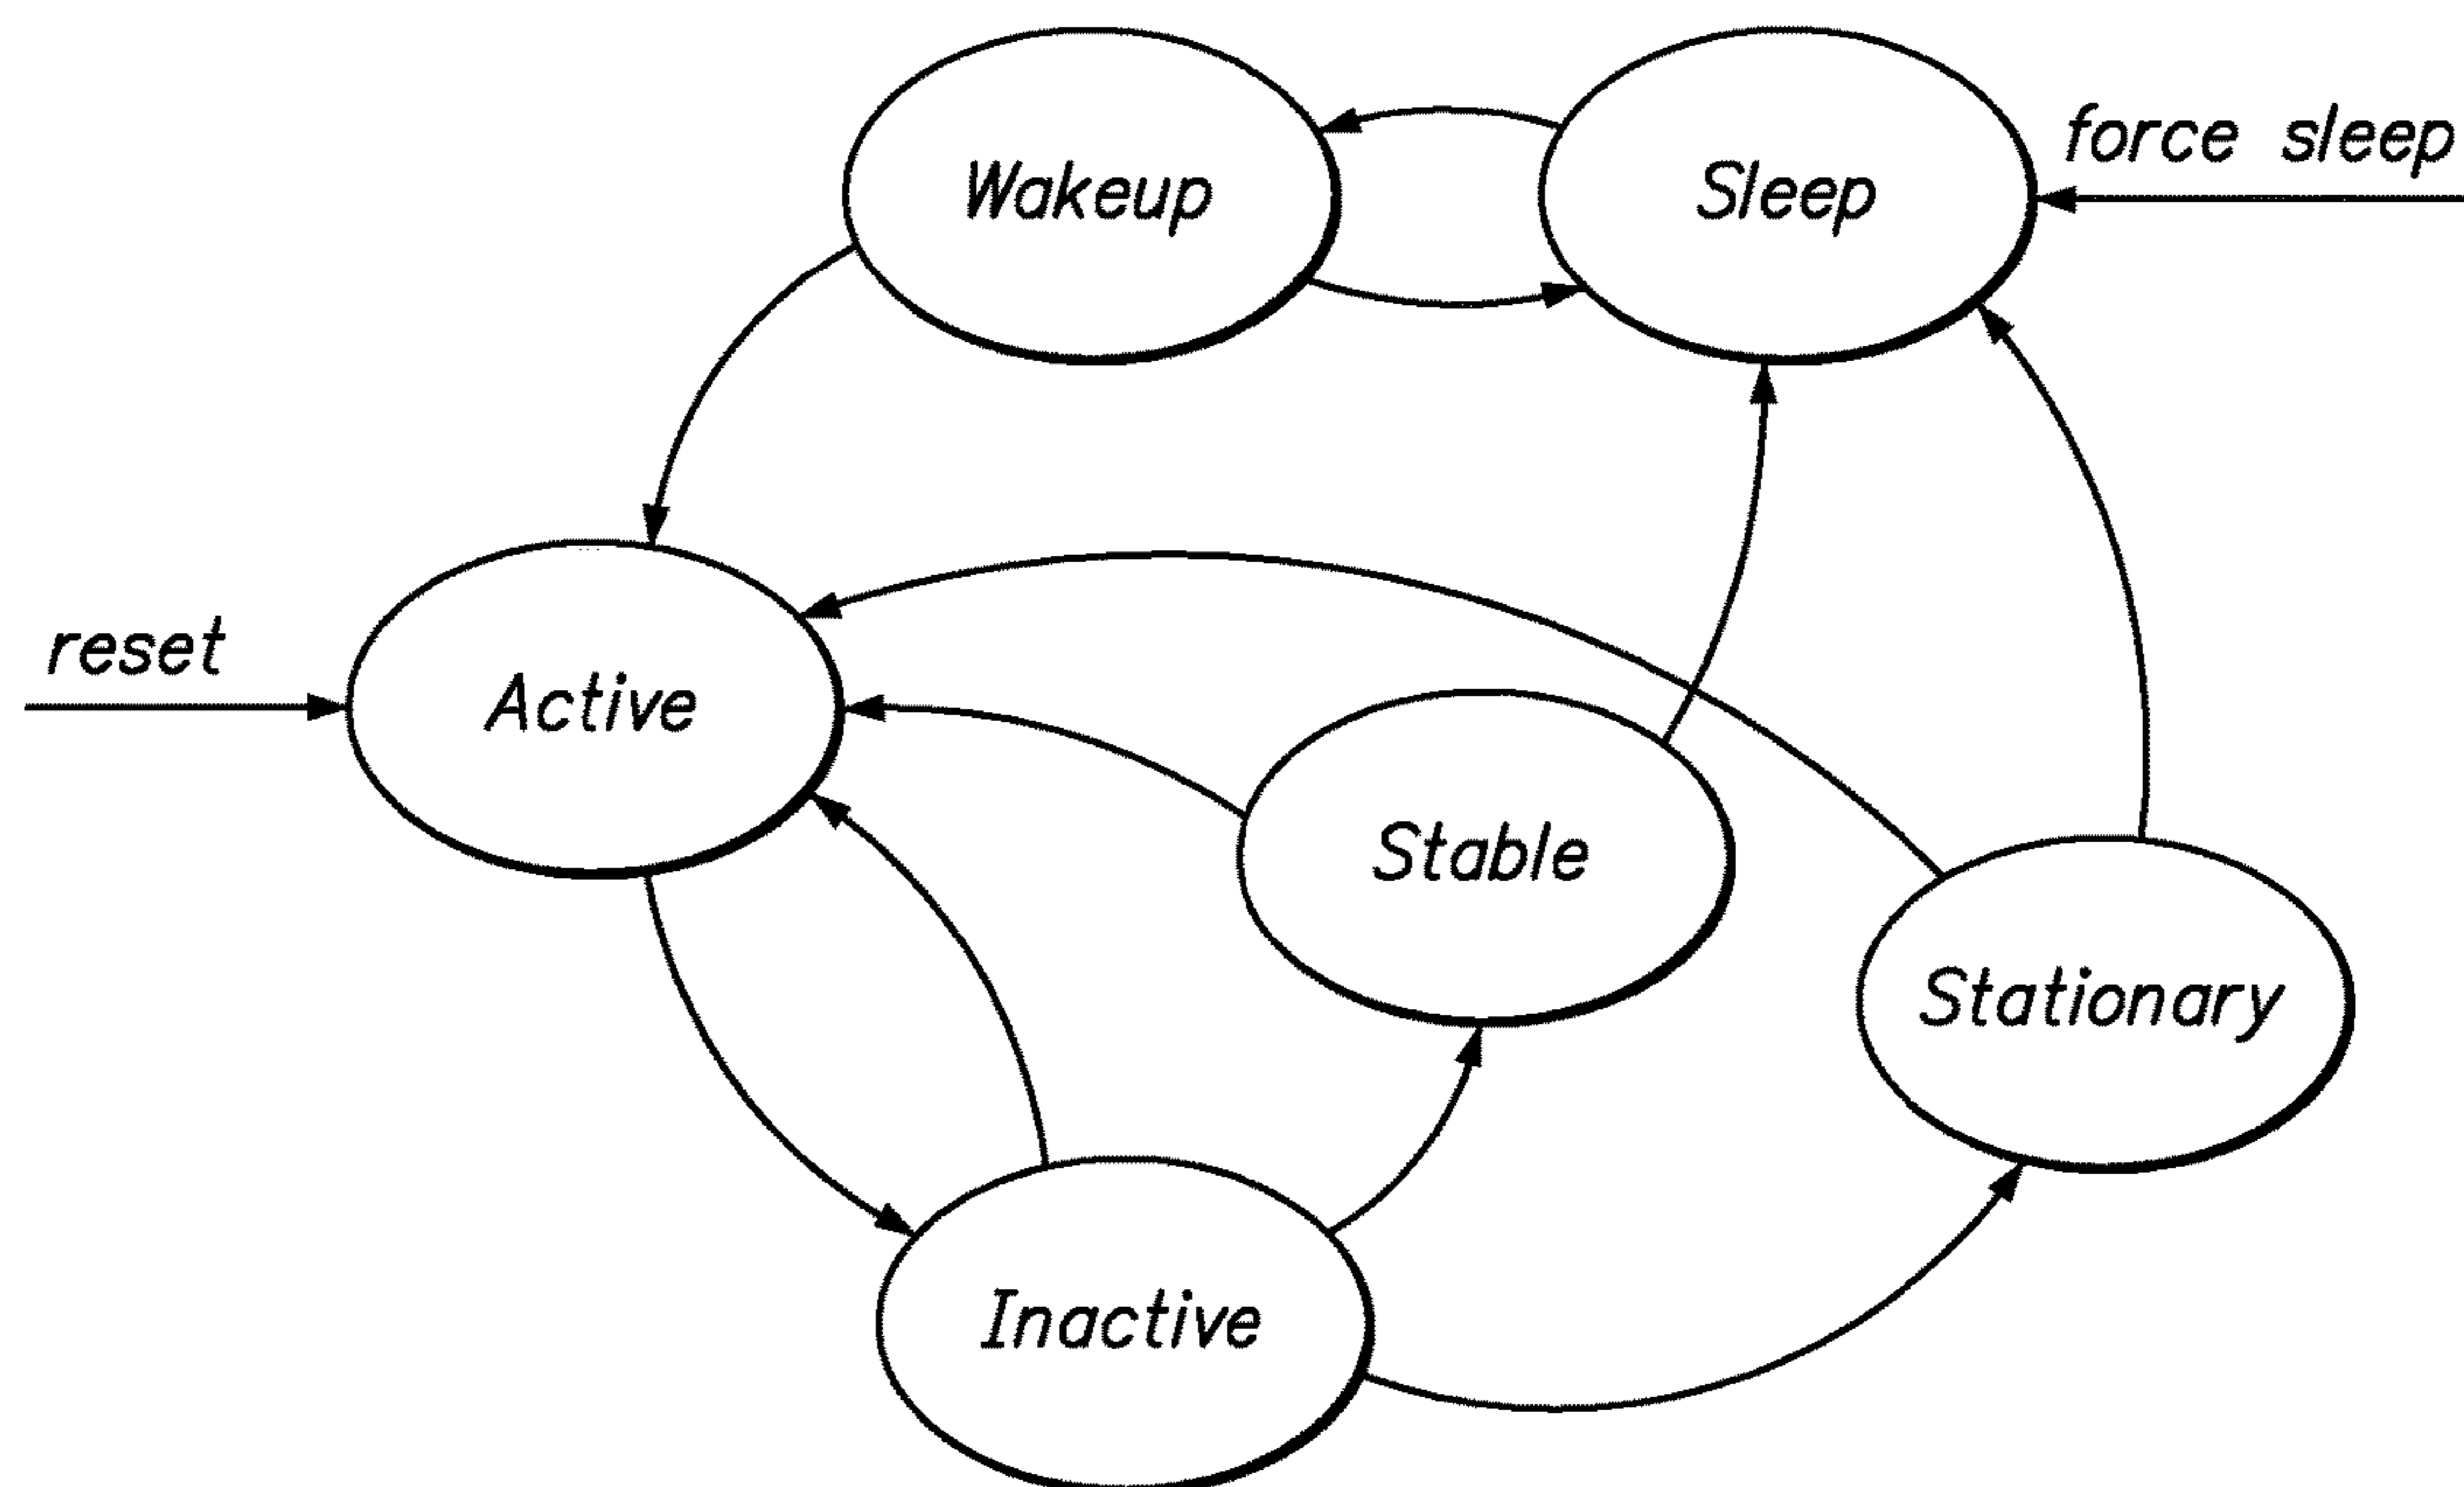 force sleep
Wakeup
Sleep
reset
Active
Stable
Stationary
Inactive